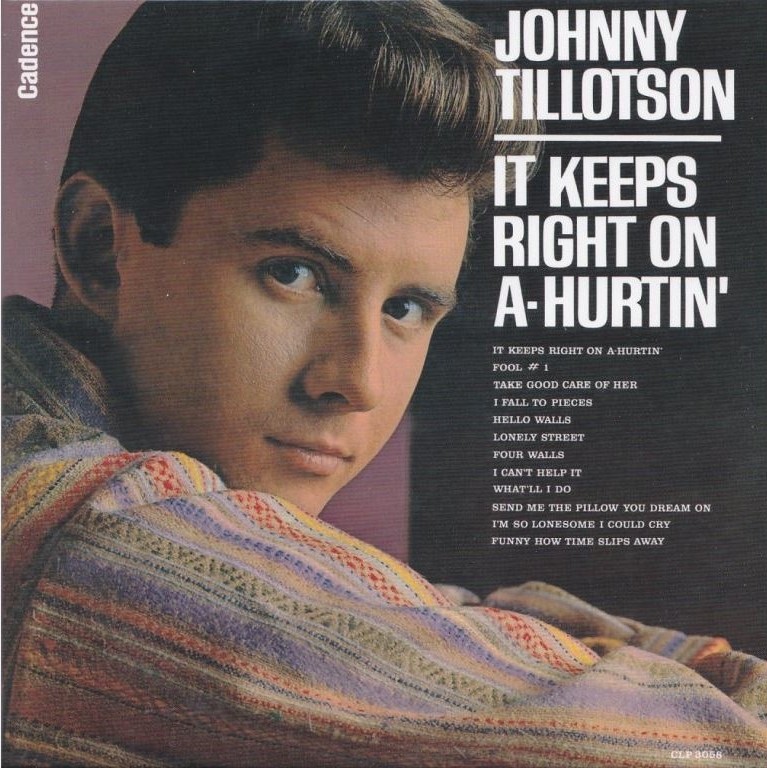 Cadence
JOHNNY
TILLOTSON
IT KEEPS
RIGHT ON
A-HURTIN'
IT KEEPS RIGHT ON A-HURTIN'
FOOL # 1
TAKE GOOD CARE OF HER
I FALL TO PIECES
HELLO WALLS
LONELY STREET
FOUR WALLS
I CAN'T HELP IT
WHAT'LL I DO
SEND ME THE PILLOW YOU DREAM ON
I'M SO LONESOME I COULD CRY
FUNNY HOW TIME SLIPS AWAY
CLP 3058